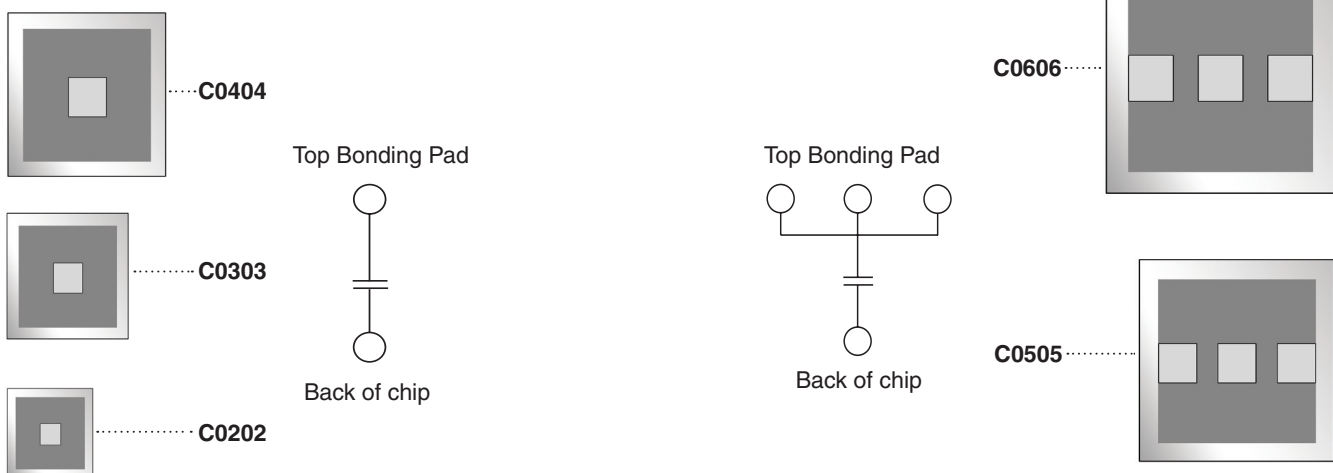 C0404
Top Bonding Pad
Back of chip
C0303
C0202
C0606
Top Bonding Pad
Back of chip
C0505